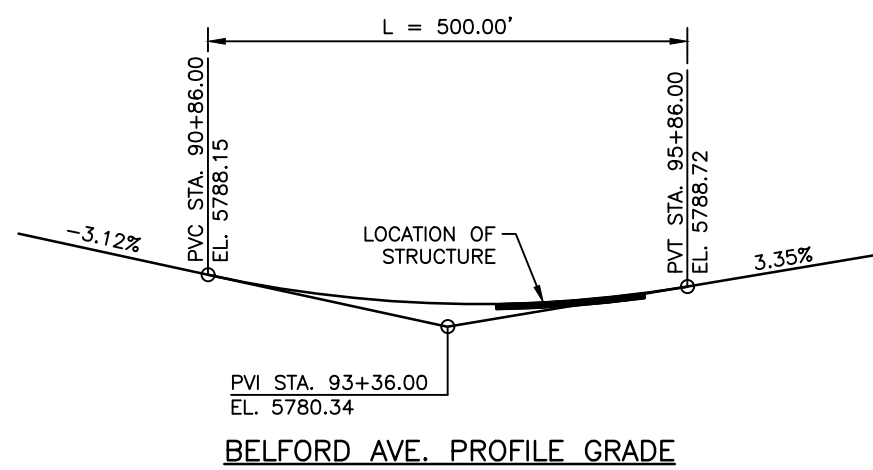 L = 500.00'
PVC STA. 90+86.00
EL. 5788.15
PVT STA. 95+86.00
EL. 5788.72
-3.12%
LOCATION OF
STRUCTURE
3.35%
PVI STA. 93+36.00
EL. 5780.34
BELFORD AVE. PROFILE GRADE